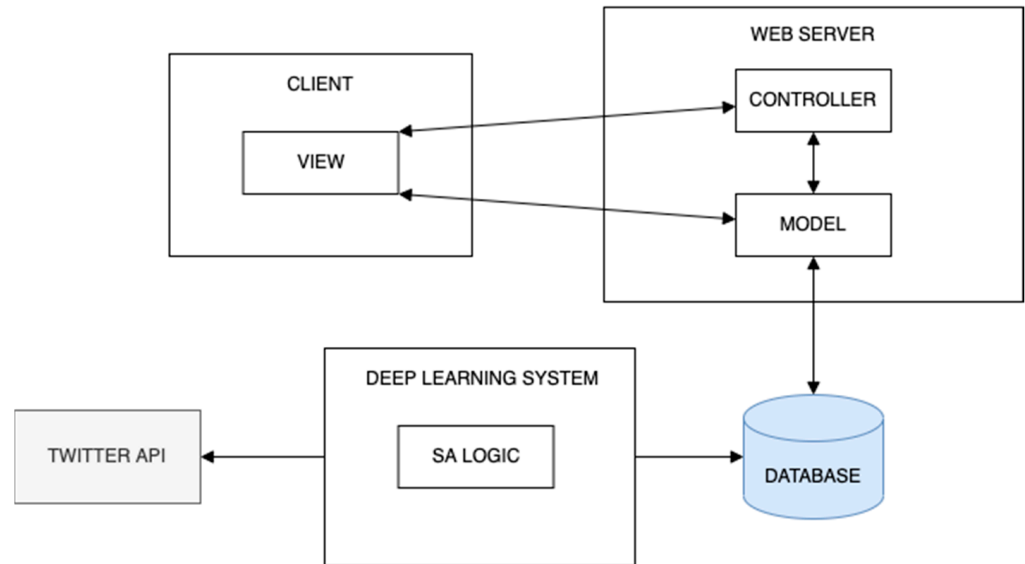 WEB SERVER
CLIENT
CONTROLLER
VIEW
MODEL
DEEP LEARNING SYSTEM
TWITTER API
SA LOGIC
DATABASE